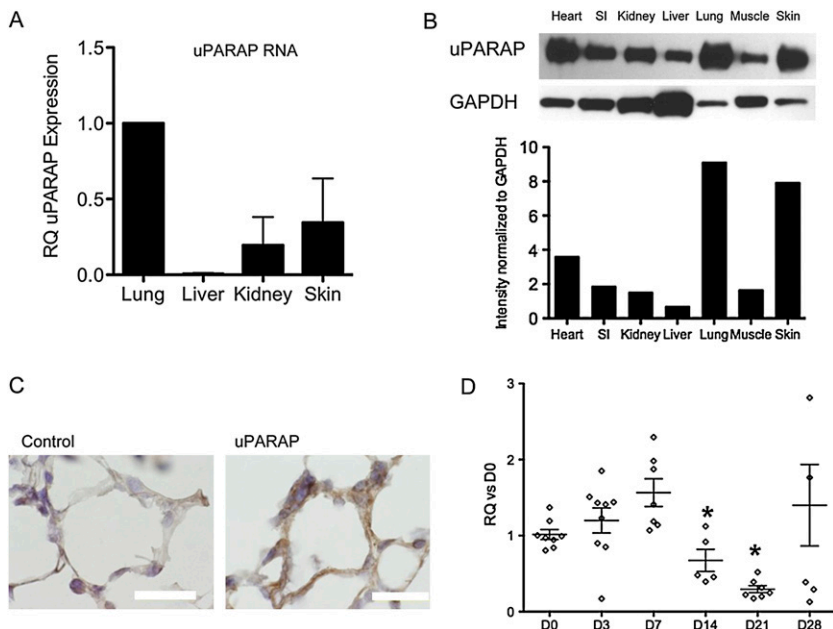 A
uPARAP RNA
RQ uPARAP Expression
1.5
1.0
0.5
0.0
Lung Liver Kidney Skin
B
Heart SI Kidney Liver Lung Muscle Skin
uPARAP
GAPDH
Intensity normalized to GAPDH
10
8
6
4
2
0
Heart SI Kidney Liver Lung Muscle Skin
C
Control
uPARAP
D
RQ vs D0
3
2
1
0
*
*
D0 D3 D7 D14 D21 D28